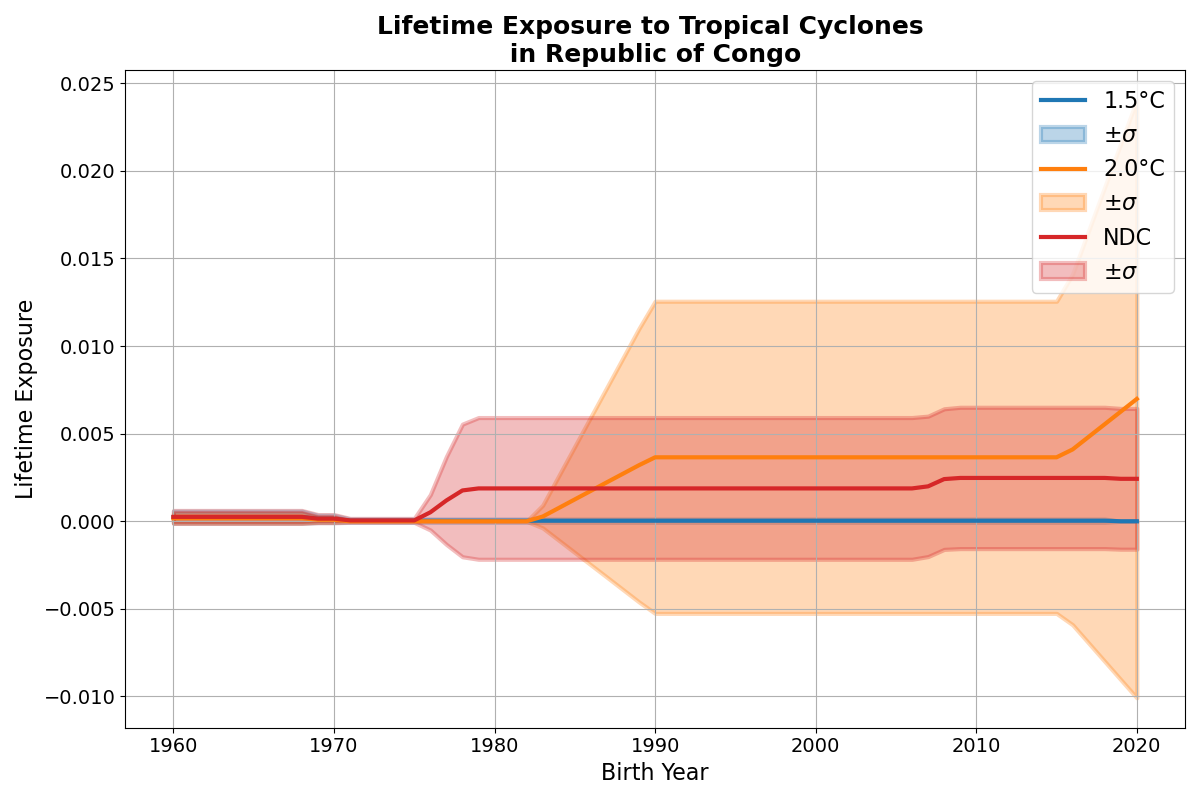 Lifetime Exposure to Tropical Cyclones
in Republic of Congo
0.025
0.020
0.015
0.010
0.005
0.000
−0.005
−0.010
Lifetime Exposure
1.5°C
±σ
2.0°C
±σ
NDC
±σ
1960 1970 1980 1990 2000 2010 2020
Birth Year